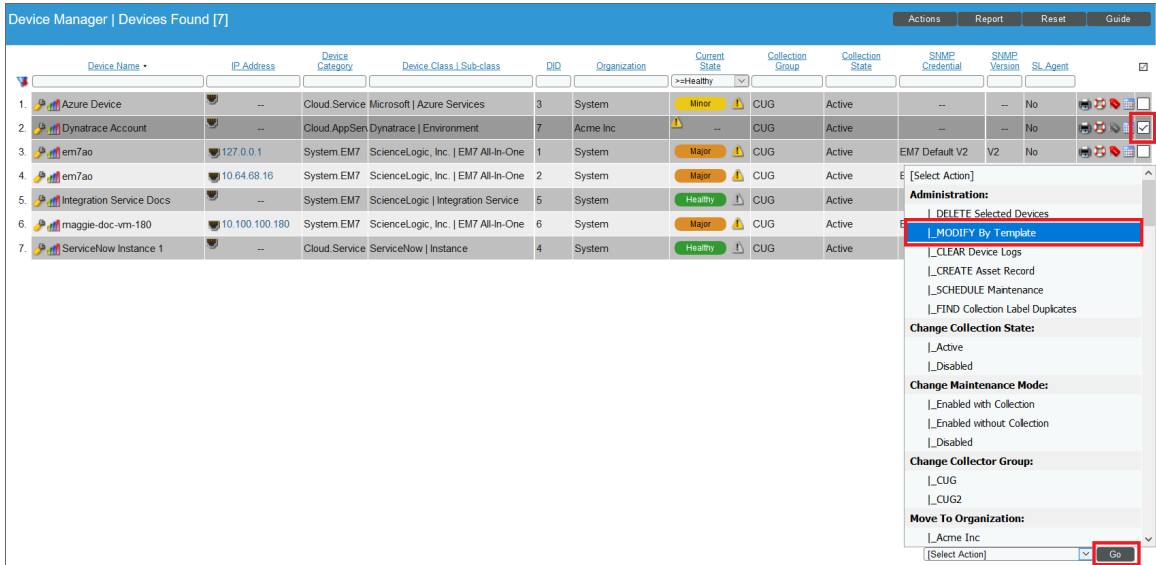 Device Manager | Devices Found [7] Actions Report Reset Guide
Device Name • IP Address Device Category Device Class | Sub-class DID Organization Current State Collection Group Collection State SNMP Credential SNMP Version SL Agent
>=Healthy
1. Azure Device -- Cloud.Service Microsoft | Azure Services 3 System Minor CUG Active -- -- No
2. Dynatrace Account -- Cloud.AppServ Dynatrace | Environment 7 Acme Inc -- CUG Active -- -- No
3. em7ao 127.0.0.1 System.EM7 ScienceLogic, Inc. | EM7 All-In-One 1 System Major CUG Active EM7 Default V2 V2 No
4. em7ao 10.64.68.16 System.EM7 ScienceLogic, Inc. | EM7 All-In-One 2 System Major CUG Active E
5. Integration Service Docs -- System.EM7 ScienceLogic | Integration Service 5 System Healthy CUG Active
6. maggie-doc-vm-180 10.100.100.180 System.EM7 ScienceLogic, Inc. | EM7 All-In-One 6 System Major CUG Active E
7. ServiceNow Instance 1 -- Cloud.Service ServiceNow | Instance 4 System Healthy CUG Active
[Select Action]
Administration:
|_DELETE Selected Devices
|_MODIFY By Template
|_CLEAR Device Logs
|_CREATE Asset Record
|_SCHEDULE Maintenance
|_FIND Collection Label Duplicates
Change Collection State:
|_Active
|_Disabled
Change Maintenance Mode:
|_Enabled with Collection
|_Enabled without Collection
|_Disabled
Change Collector Group:
|_CUG
|_CUG2
Move To Organization:
|_Acme Inc
[Select Action] Go